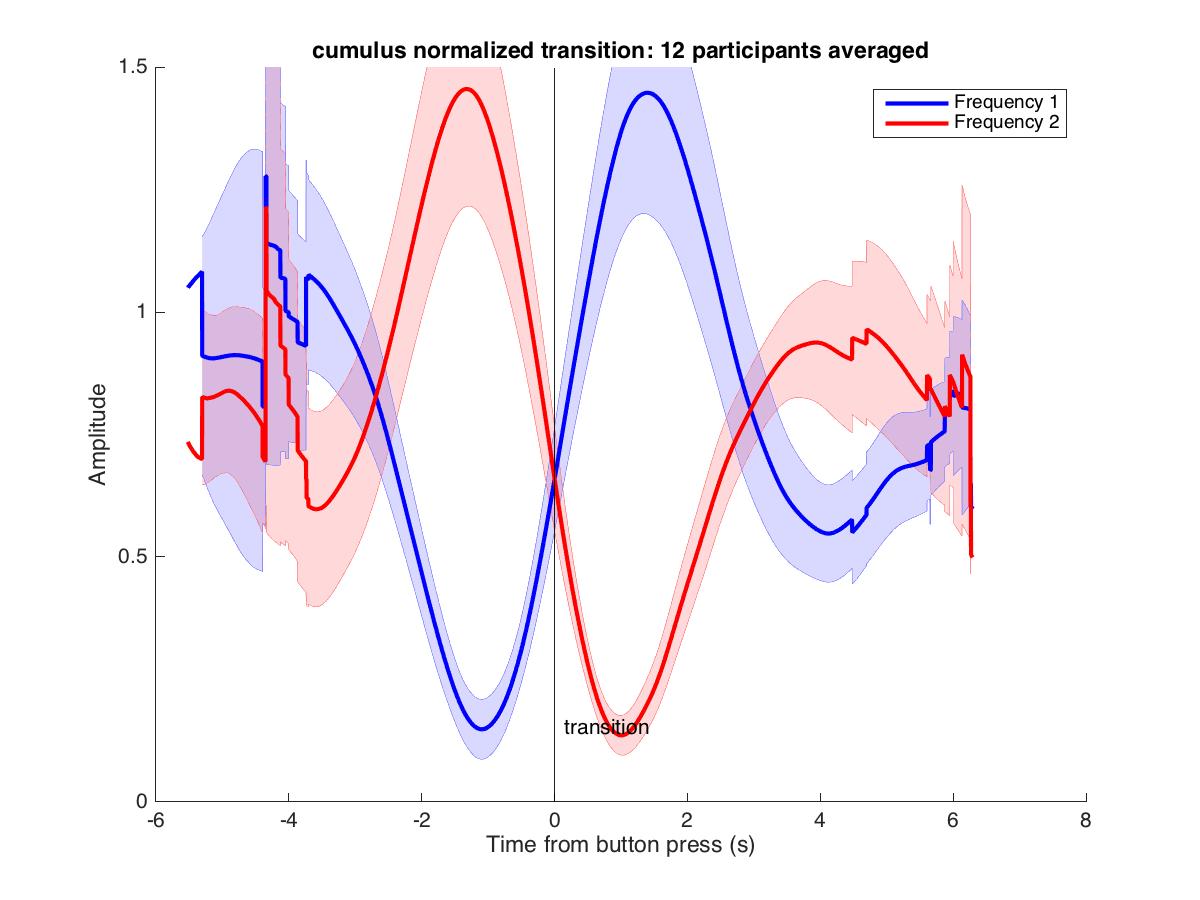 cumulus normalized transition: 12 participants averaged
1.5
Frequency 1
Frequency 2
1
Amplitude
0.5
transition
0
-6
-4
-2
0
2
4
6
8
Time from button press (s)